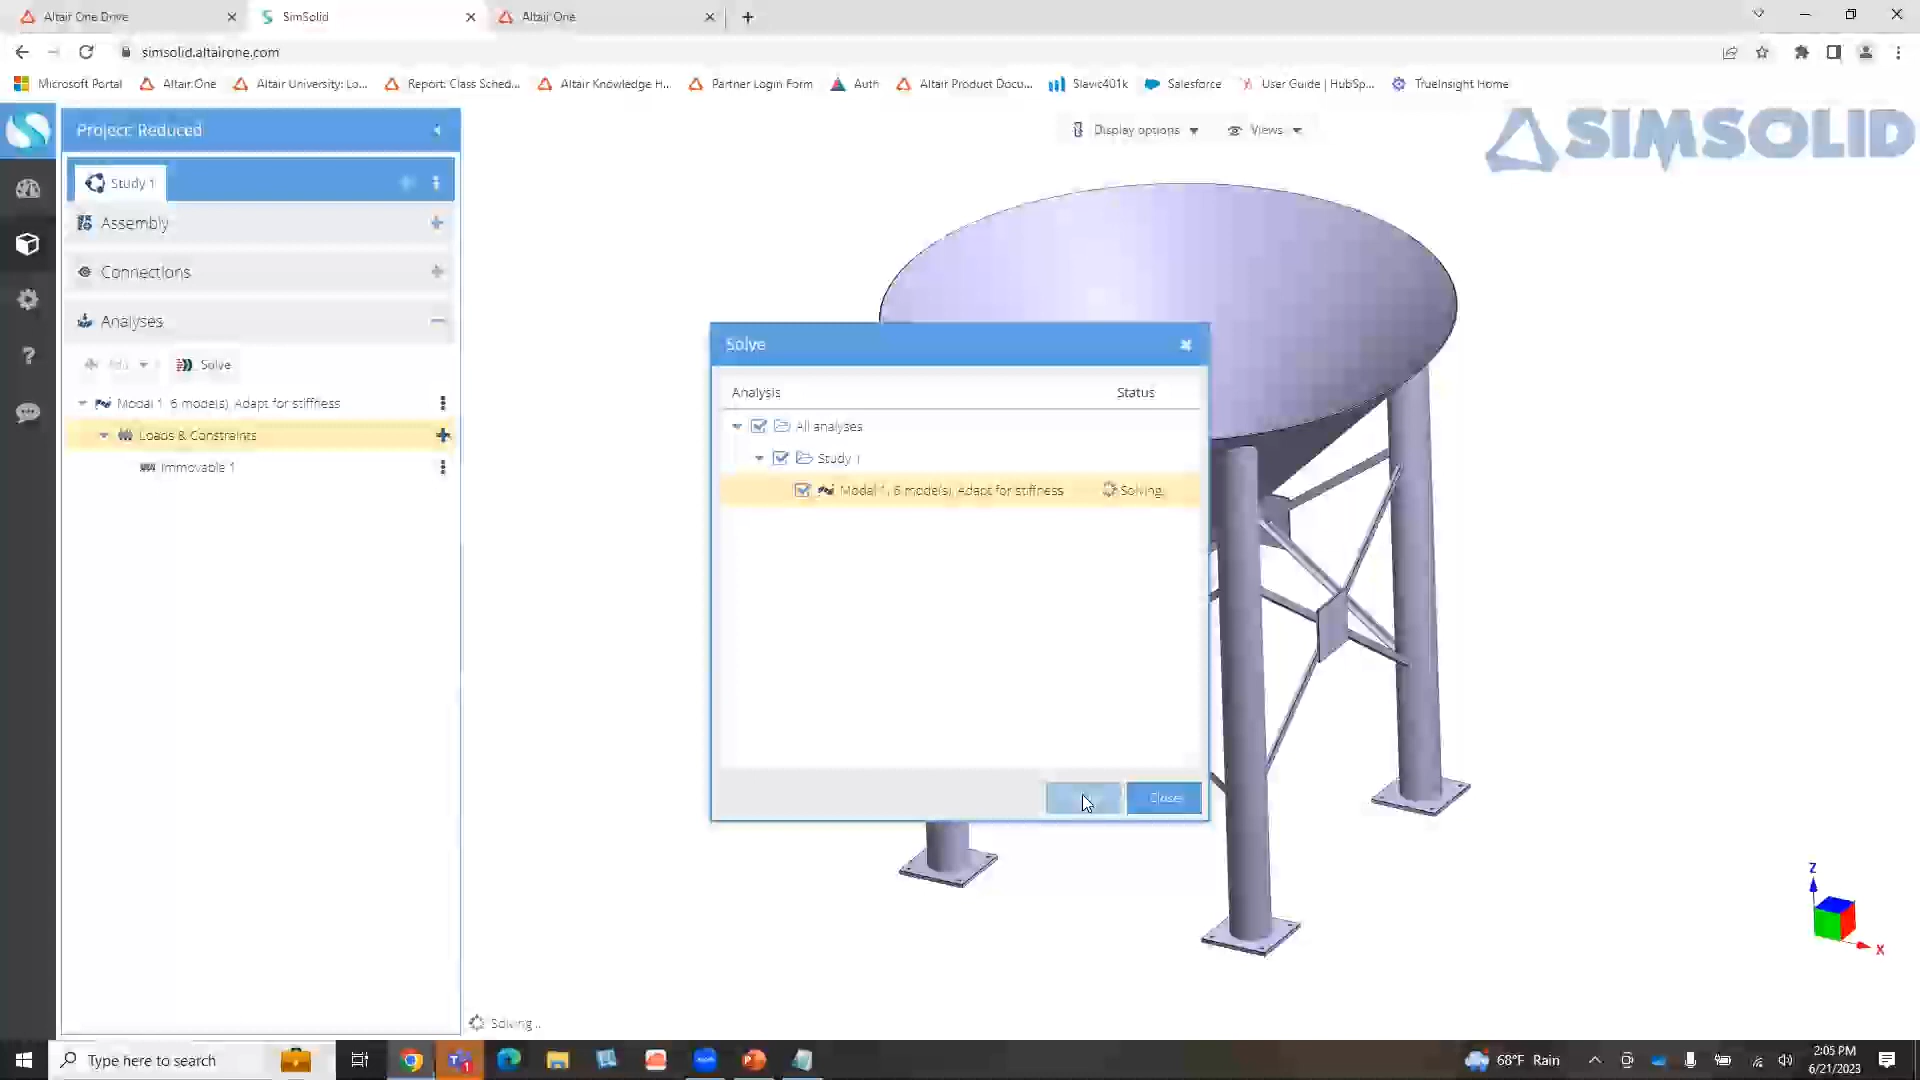 Altair One Drive
SimSolid
Altair One
simsolid.altairone.com
Microsoft Portal
Altair One
Altair University: Lo...
Report: Class Sched...
Altair Knowledge H...
Partner Login Form
Auth
Altair Product Docu...
Slavic401k
Salesforce
User Guide | HubSp...
TrueInsight Home
Project: Reduced
Display options
Views
SIMSOLID
Study 1
Assembly
Connections
Analyses
Solve
Modal 1, 6 mode(s), Adapt for stiffness
Loads & Constraints
Immovable 1
Solve
Analysis
Status
All analyses
Study 1
Modal 1, 6 mode(s), Adapt for stiffness
Solving.
Close
Z
X
Solving...
Type here to search
1
68°F Rain
2:05 PM
6/21/2023